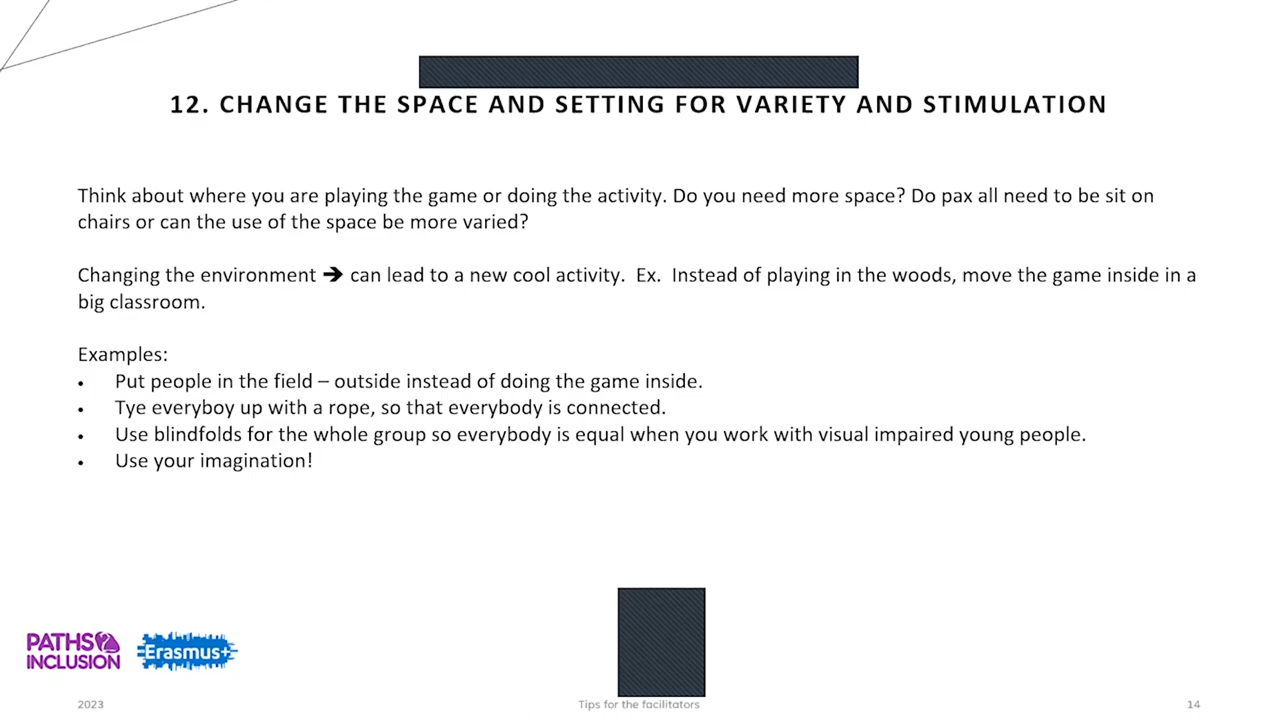 12. CHANGE THE SPACE AND SETTING FOR VARIETY AND STIMULATION
Think about where you are playing the game or doing the activity. Do you need more space? Do pax all need to be sit on
chairs or can the use of the space be more varied?
Changing the environment ➔ can lead to a new cool activity.  Ex.  Instead of playing in the woods, move the game inside in a
big classroom.
Examples:
• Put people in the field – outside instead of doing the game inside.
• Tye everyboy up with a rope, so that everybody is connected.
• Use blindfolds for the whole group so everybody is equal when you work with visual impaired young people.
• Use your imagination!
PATHS2
INCLUSION
Erasmus+
2023
Tips for the facilitators
14